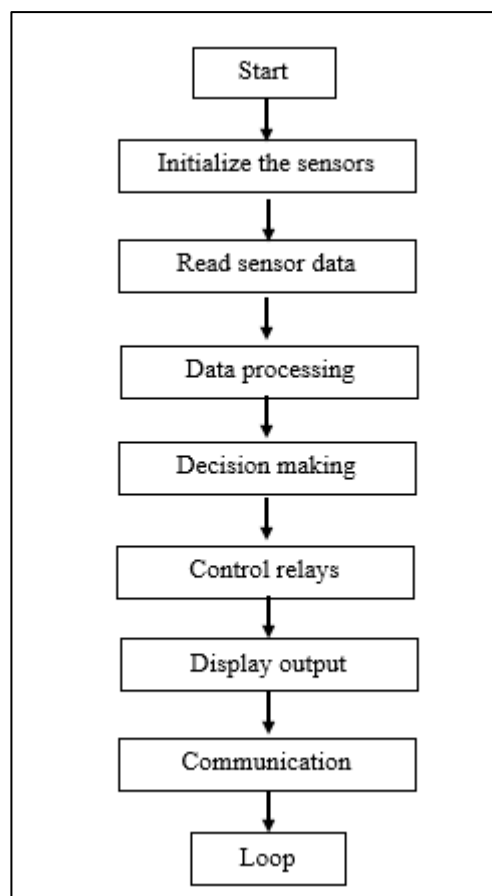 Start
Initialize the sensors
Read sensor data
Data processing
Decision making
Control relays
Display output
Communication
Loop